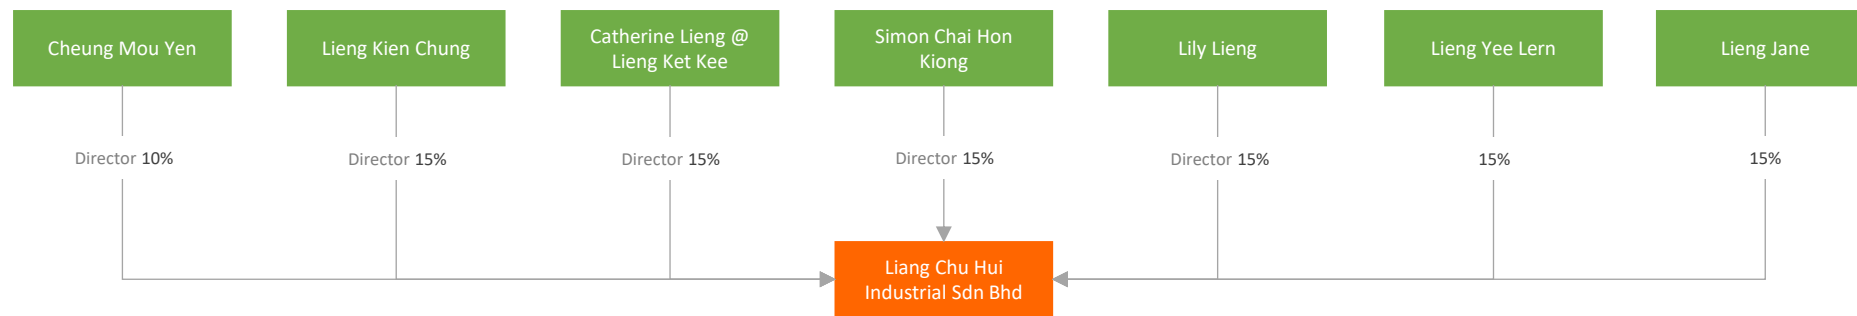 Cheung Mou Yen
Lieng Kien Chung
Catherine Lieng @
Lieng Ket Kee
Simon Chai Hon
Kiong
Lily Lieng
Lieng Yee Lern
Lieng Jane
Director 10%
Director 15%
Director 15%
Director 15%
Director 15%
15%
15%
Liang Chu Hui
Industrial Sdn Bhd